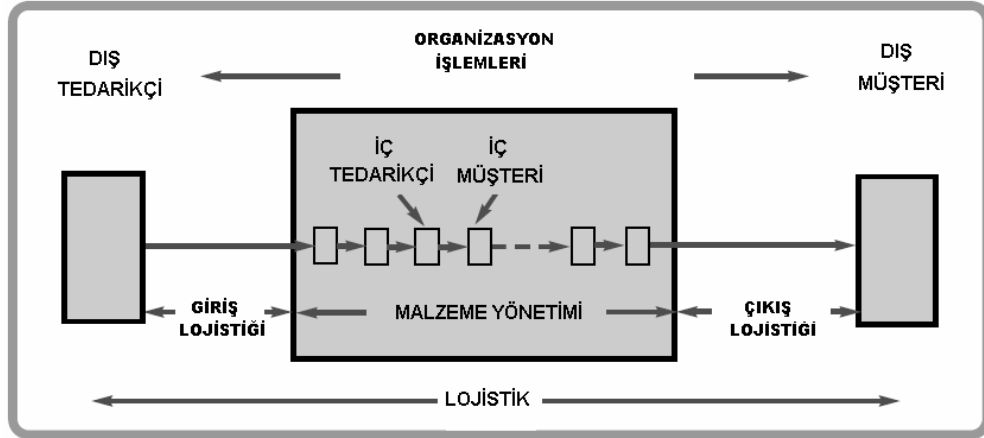 ORGANİZASYON
İŞLEMLERİ
DIŞ
TEDARİKÇİ
DIŞ
MÜŞTERİ
İÇ
TEDARİKÇİ
İÇ
MÜŞTERİ
GİRİŞ
LOJİSTİĞİ
MALZEME YÖNETİMİ
ÇIKIŞ
LOJİSTİĞİ
LOJİSTİK